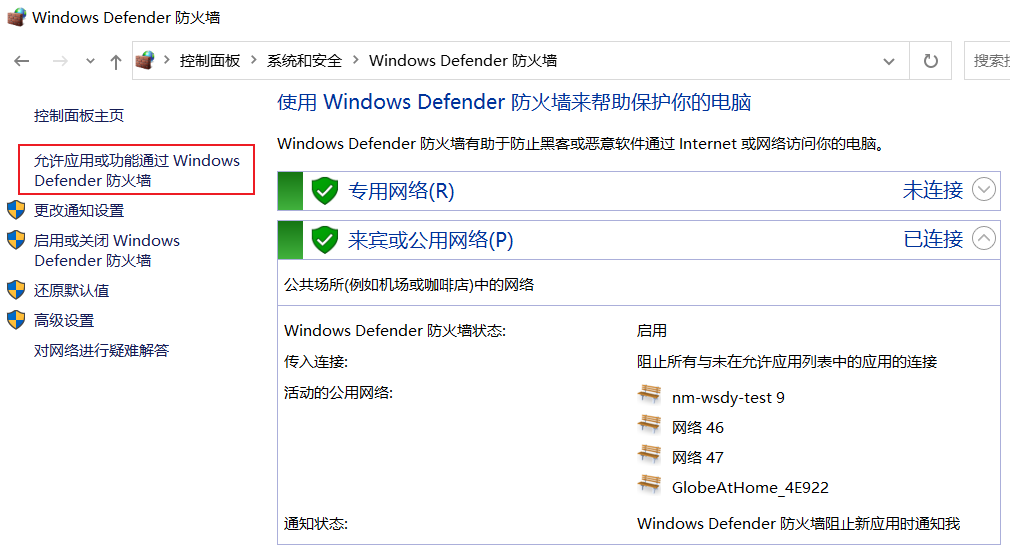 Windows Defender 防火墙
控制面板 > 系统和安全 > Windows Defender 防火墙
控制面板主页
允许应用或功能通过 Windows
Defender 防火墙
更改通知设置
启用或关闭 Windows
Defender 防火墙
还原默认值
高级设置
对网络进行疑难解答
使用 Windows Defender 防火墙来帮助保护你的电脑
Windows Defender 防火墙有助于防止黑客或恶意软件通过 Internet 或网络访问你的电脑。
专用网络(R) 未连接
来宾或公用网络(P) 已连接
公共场所(例如机场或咖啡店)中的网络
Windows Defender 防火墙状态: 启用
传入连接: 阻止所有与未在允许应用列表中的应用的连接
活动的公用网络: nm-wsdy-test 9
网络 46
网络 47
GlobeAtHome_4E922
通知状态: Windows Defender 防火墙阻止新应用时通知我